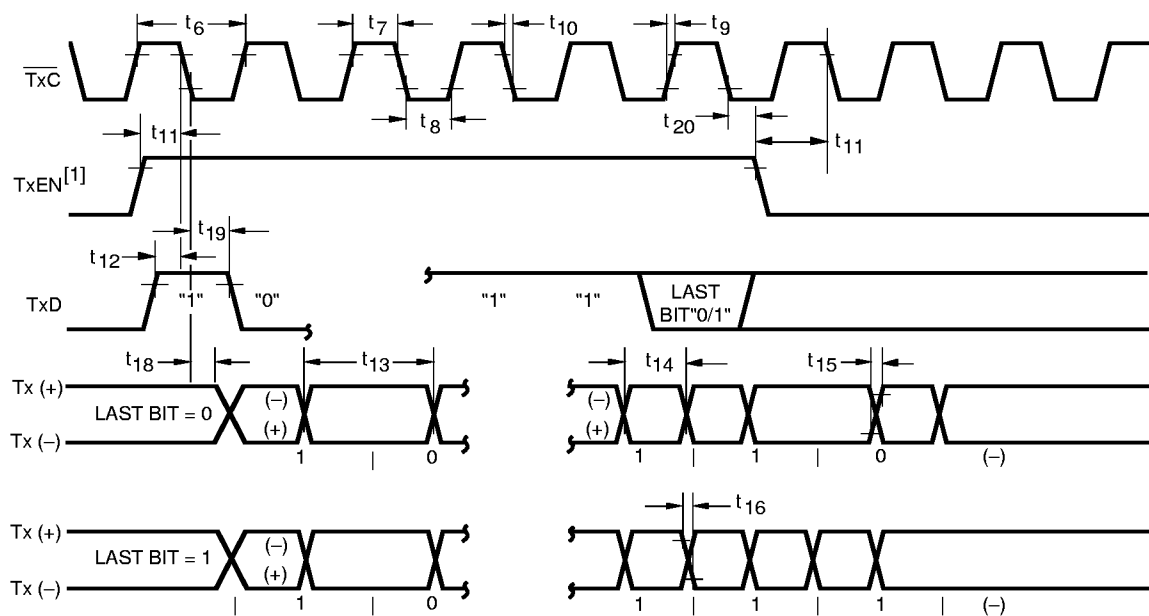 t6 t7 t10 t9
TxC
t11 t8 t20 t11
TxEN[1]
t19
t12
TxD "1" "0" "1" "1" LAST BIT"0/1"
t18 t13 t14 t15
Tx (+) (–) (–)
LAST BIT = 0
Tx (–) (+) (+)
1 | 0 1 | 1 | 0 (–)
t16
Tx (+) (–)
LAST BIT = 1
Tx (–) (+)
| 1 | 0 1 | 1 | 1 | (–)